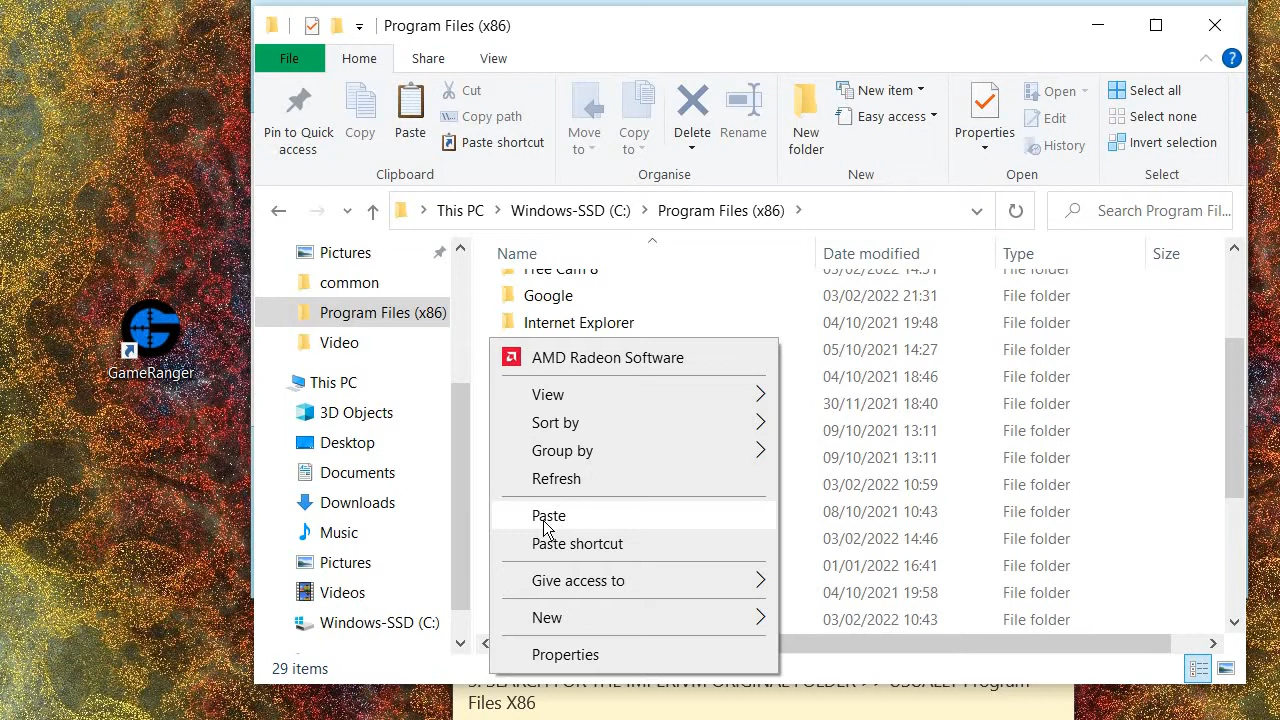 Program Files (x86)
File
Home
Share
View
Pin to Quick
access
Copy
Paste
Cut
Copy path
Paste shortcut
Clipboard
Move
to
Copy
to
Delete
Rename
Organise
New
folder
New item
Easy access
New
Properties
Open
Edit
History
Open
Select all
Select none
Invert selection
Select
This PC
Windows-SSD (C:)
Program Files (x86)
Search Program Fil...
Pictures
common
Program Files (x86)
Video
This PC
3D Objects
Desktop
Documents
Downloads
Music
Pictures
Videos
Windows-SSD (C:)
Name
Date modified
Type
Size
Free Cam 8 03/02/2022 14:31 File folder
Google 03/02/2022 21:31 File folder
Internet Explorer 04/10/2021 19:48 File folder
05/10/2021 14:27 File folder
04/10/2021 18:46 File folder
30/11/2021 18:40 File folder
09/10/2021 13:11 File folder
09/10/2021 13:11 File folder
03/02/2022 10:59 File folder
08/10/2021 10:43 File folder
03/02/2022 14:46 File folder
01/01/2022 16:41 File folder
04/10/2021 19:58 File folder
03/02/2022 10:43 File folder
AMD Radeon Software
View
Sort by
Group by
Refresh
Paste
Paste shortcut
Give access to
New
Properties
29 items
GameRanger
IMPERIVM ORIGINAL FOLDER
USUALLY Program
Files X86